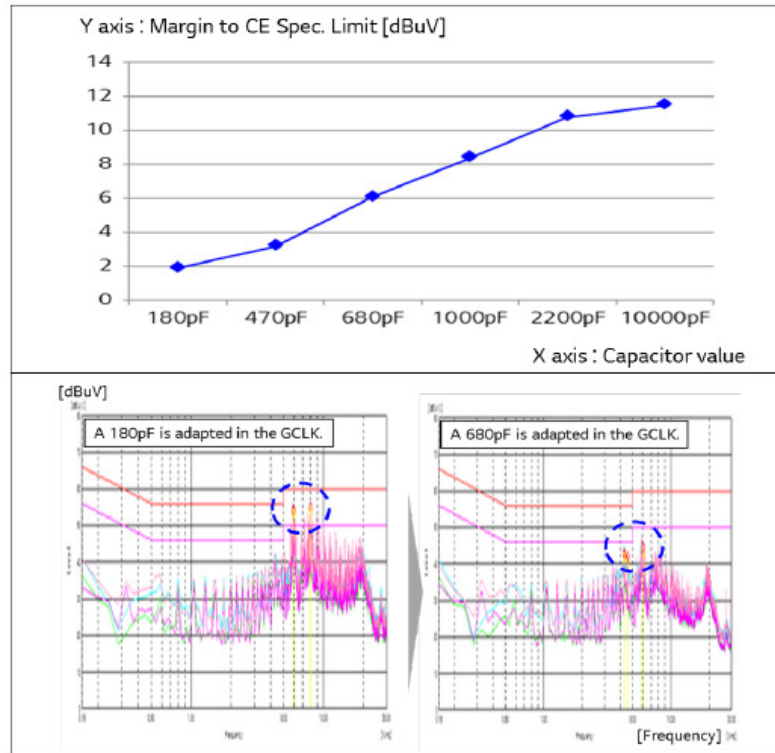 Y axis : Margin to CE Spec. Limit [dBuV]
14
12
10
8
6
4
2
0
180pF 470pF 680pF 1000pF 2200pF 10000pF
X axis : Capacitor value
[dBuV]
A 180pF is adapted in the GCLK.
A 680pF is adapted in the GCLK.
[Frequency]